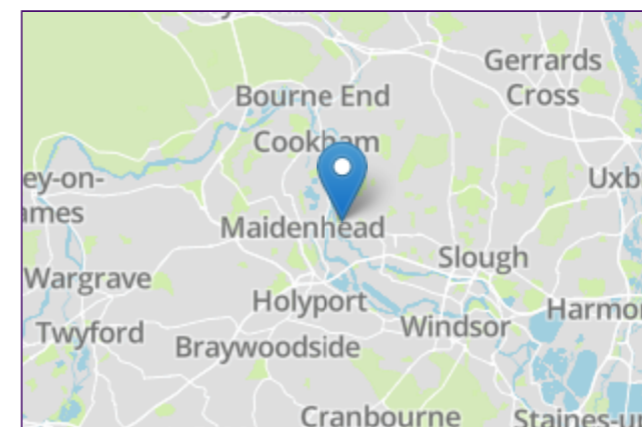 Gerrards
Cross
Bourne End
Cookham
ey-on-
ames
Uxb
Maidenhead
Slough
Wargrave
Holyport
Harmo
Windsor
Twyford
Braywoodside
Cranbourne
Staines-u